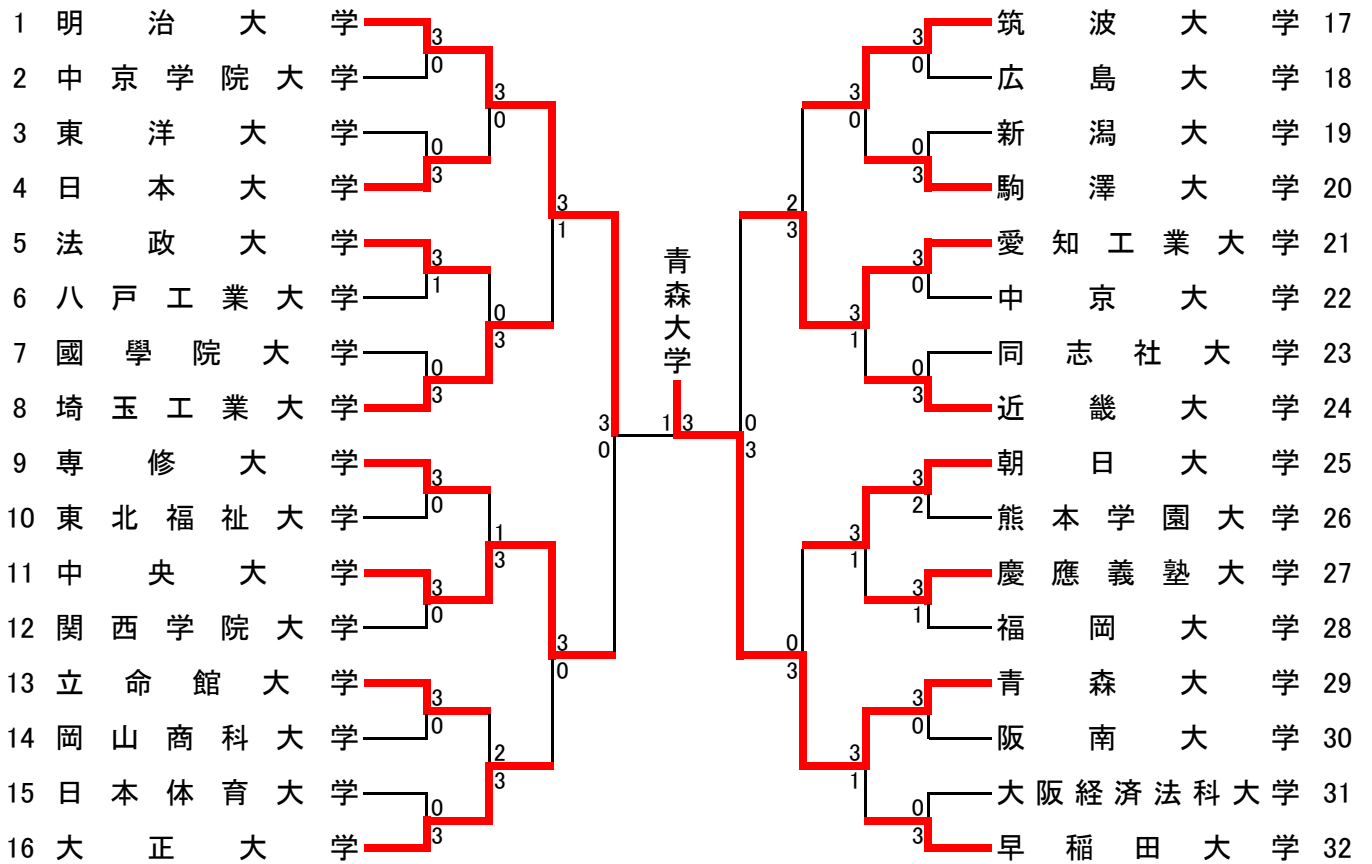 1 明治大学
3
0
2 中京学院大学
3
0
3 東洋大学
0
3
4 日本大学
3
1
5 法政大学
3
1
6 八戸工業大学
0
3
7 國學院大学
0
3
8 埼玉工業大学
3
0
9 専修大学
3
0
10 東北福祉大学
1
3
11 中央大学
3
0
12 関西学院大学
3
0
13 立命館大学
3
0
14 岡山商科大学
2
3
15 日本体育大学
0
3
16 大正大学
青森大学
1 3
筑波大学 17
3
0
広島大学 18
3
0
新潟大学 19
0
3
駒澤大学 20
2
3
愛知工業大学 21
3
0
中京大学 22
3
1
同志社大学 23
0
3
近畿大学 24
0
3
朝日大学 25
3
2
熊本学園大学 26
3
1
慶應義塾大学 27
3
1
福岡大学 28
0
3
青森大学 29
3
0
阪南大学 30
3
1
大阪経済法科大学 31
0
3
早稲田大学 32